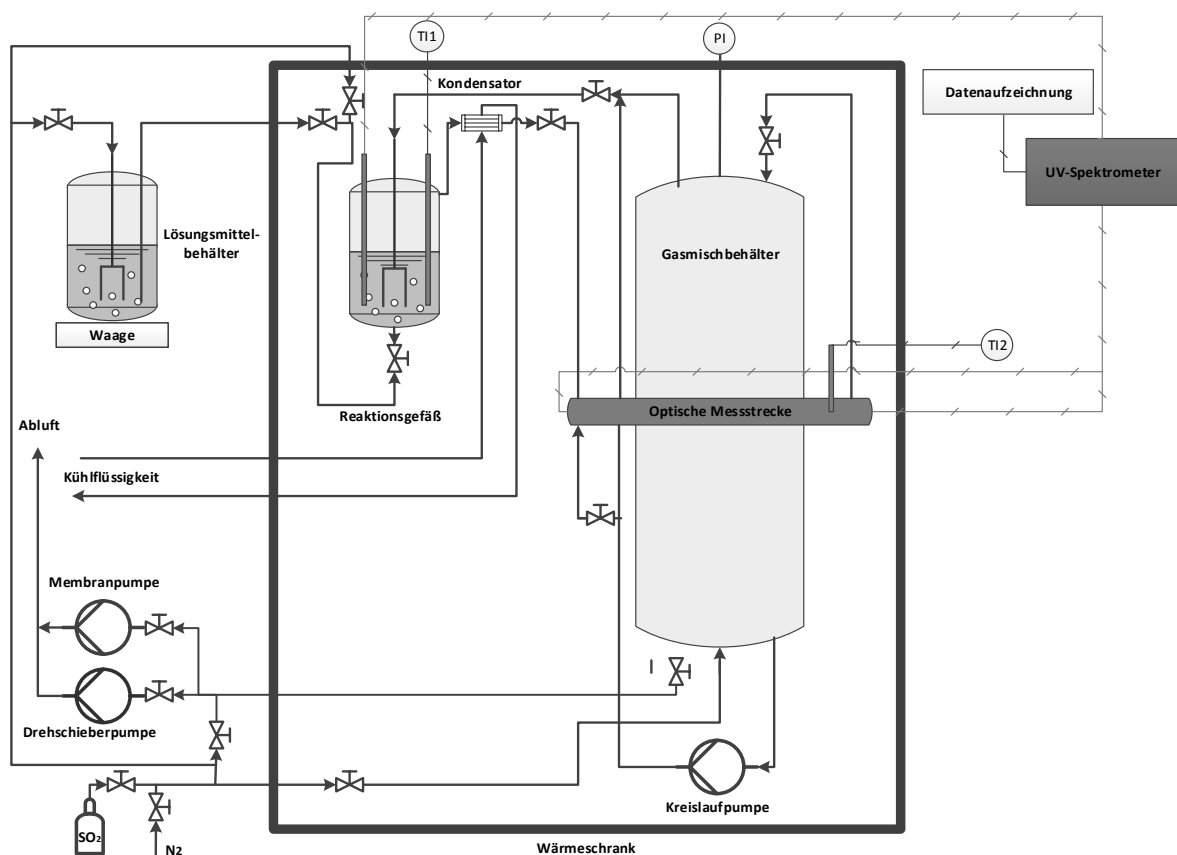 TI1
PI
Kondensator
Datenaufzeichnung
UV-Spektrometer
Lösungsmittel-
behälter
Gasmischbehälter
Waage
TI2
Reaktionsgefäß
Optische Messstrecke
Abluft
Kühlflüssigkeit
Membranpumpe
Drehschieberpumpe
Kreislaufpumpe
SO₂
N2
Wärmeschrank